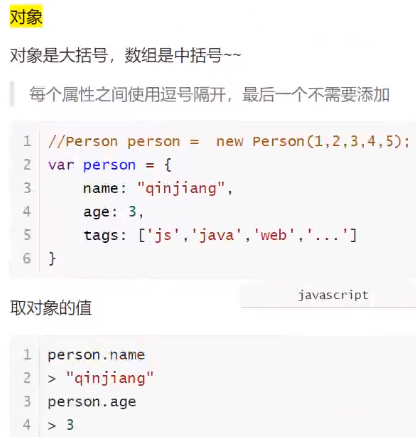 对象
对象是大括号，数组是中括号~~
每个属性之间使用逗号隔开，最后一个不需要添加
1 //Person person =  new Person(1,2,3,4,5);
2 var person = {
3     name: "qinjiang",
4     age: 3,
5     tags: ['js','java','web','...']
6 }
javascript
取对象的值
1 person.name
2 > "qinjiang"
3 person.age
4 > 3